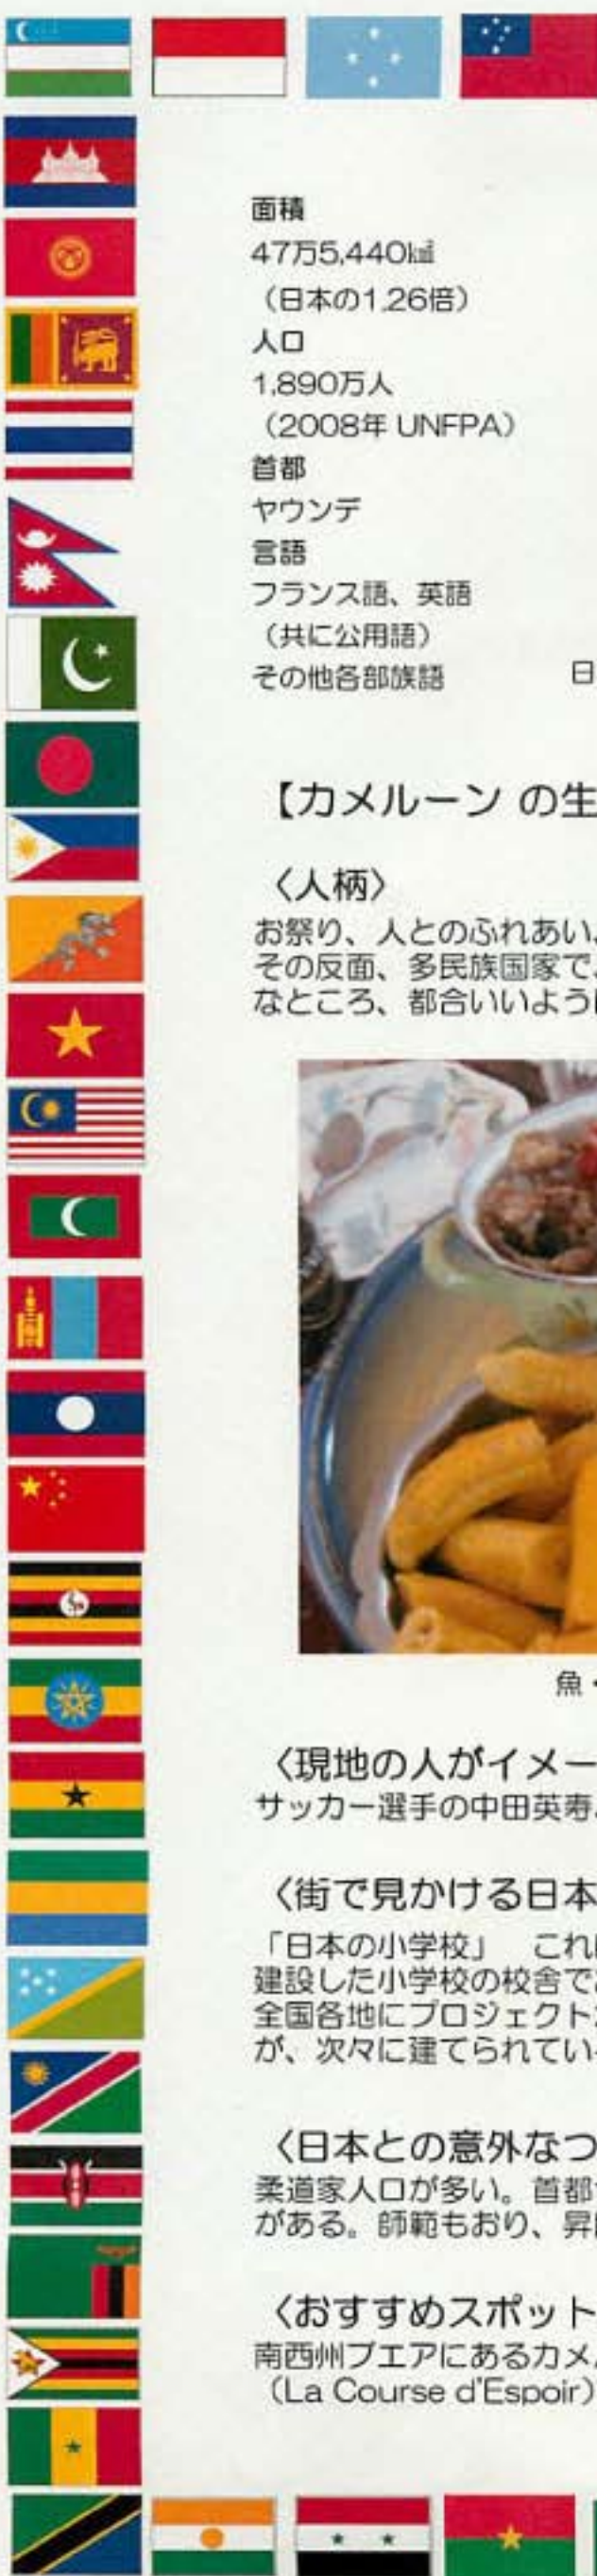 面積
47万5,440㎢
（日本の1.26倍）
人口
1,890万人
（2008年 UNFPA）
首都
ヤウンデ
言語
フランス語、英語
（共に公用語）
その他各部族語
日
【カメルーン の生
〈人柄〉
お祭り、人とのふれあい、
その反面、多民族国家で、
なところ、都合いいように
魚・
〈現地の人がイメー
サッカー選手の中田英寿、
〈街で見かける日本
「日本の小学校」　これ
建設した小学校の校舎で
全国各地にプロジェクト
が、次々に建てられてい
〈日本との意外なつ
柔道家人口が多い。首都
がある。師範もおり、昇
〈おすすめスポット
南西州ブエアにあるカメ
（La Course d'Espoir）